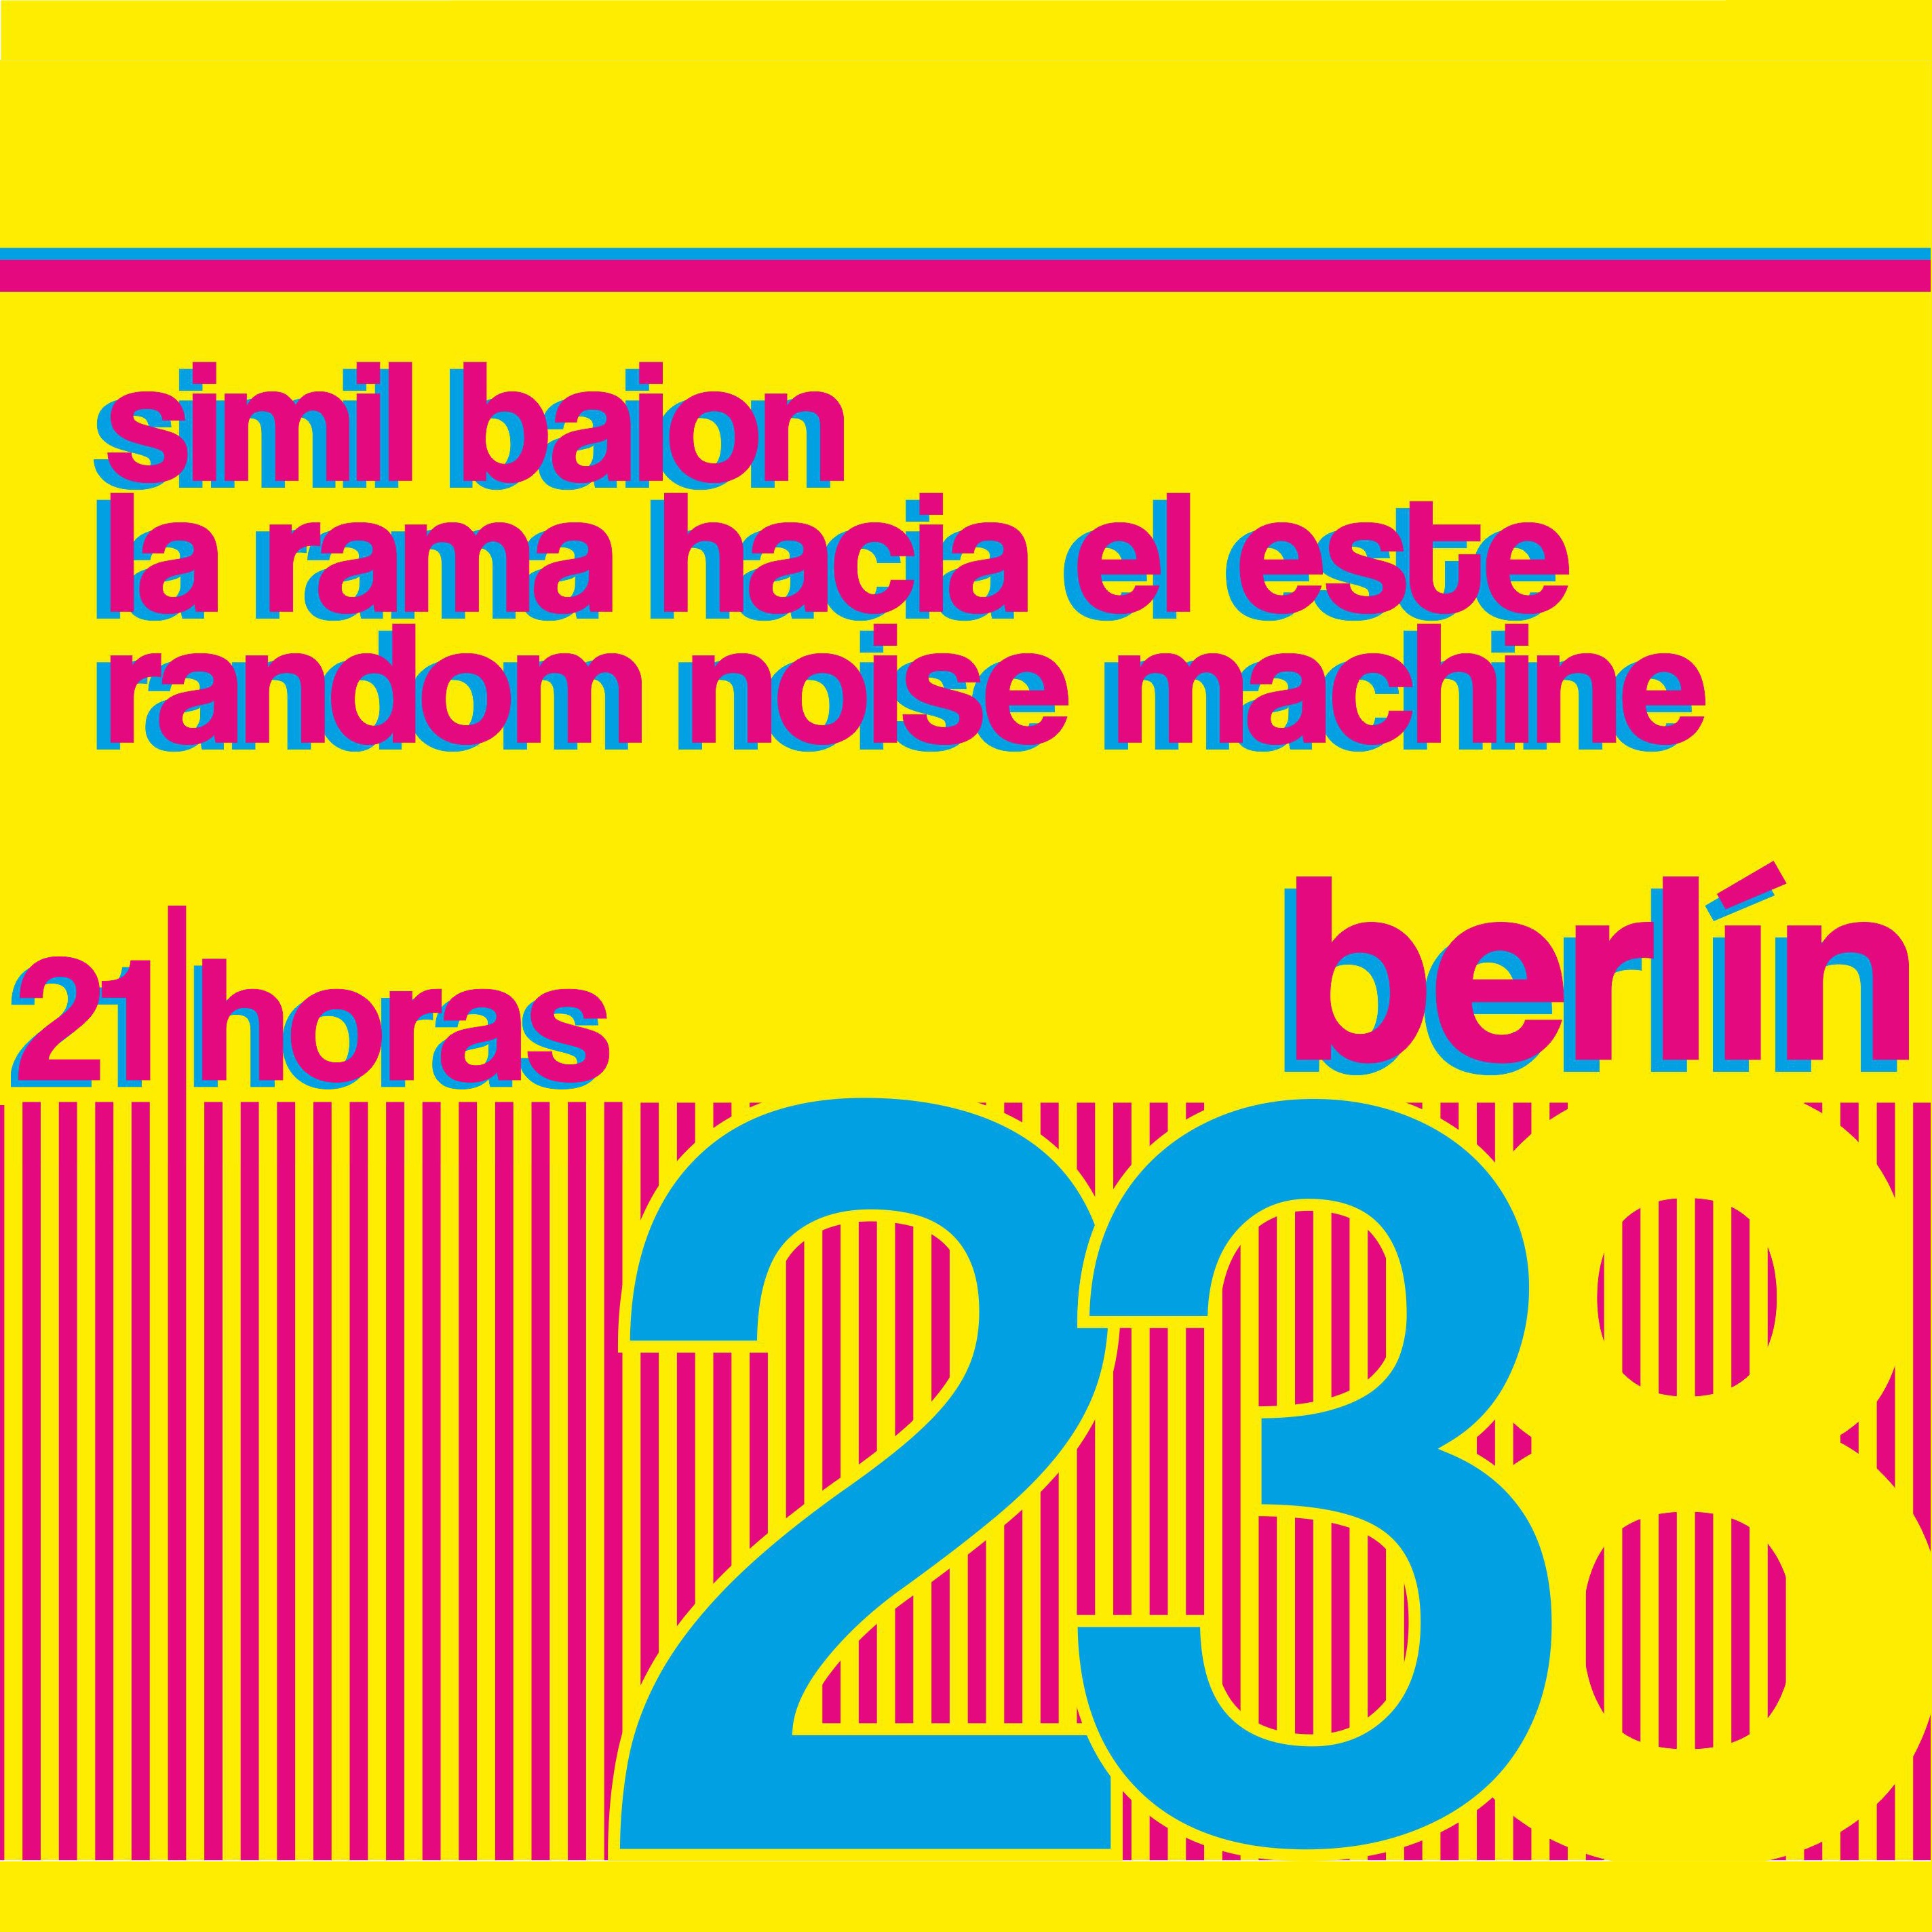 simil baion
la rama hacia el este
random noise machine
berlín
21 horas
238